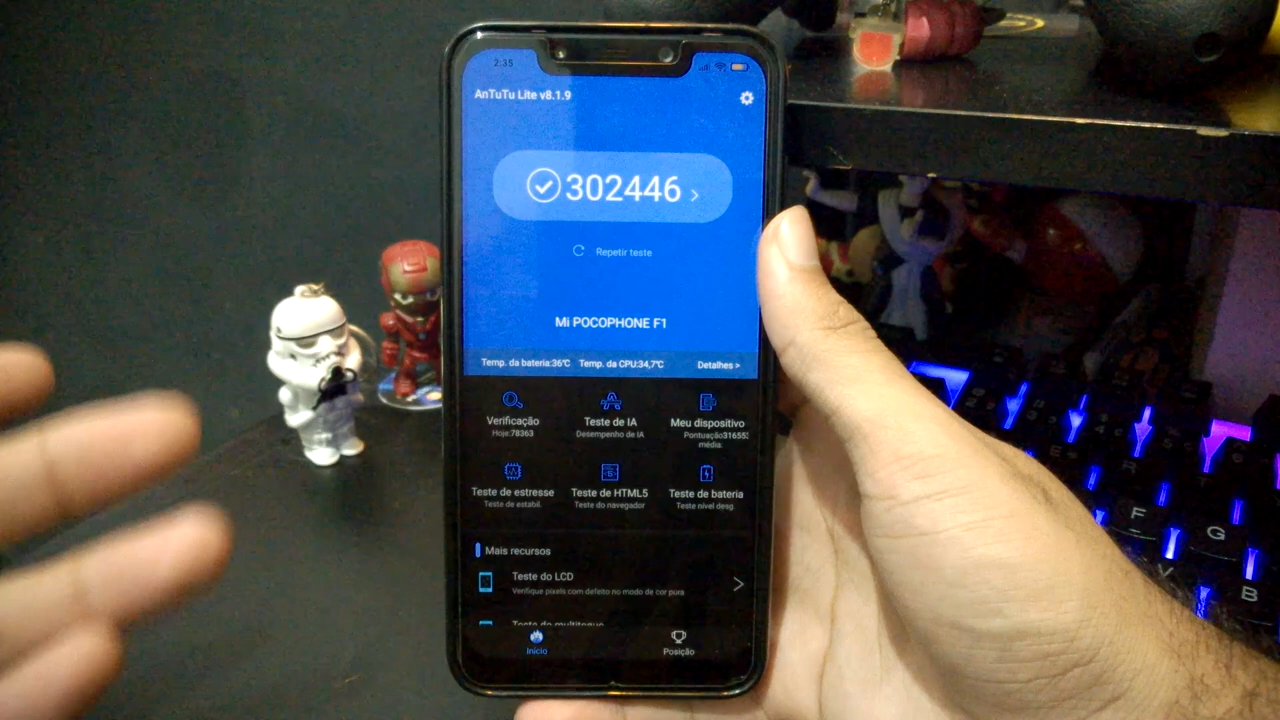 2:35
AnTuTu Lite v8.1.9
302446 >
Repetir teste
Mi POCOPHONE F1
Temp. da bateria:36℃ Temp. da CPU:34,7℃ Detalhes >
Verificação Teste de IA Meu dispositivo
Hoje:78363 Desempenho de IA Pontuação316553
média:
Teste de estresse Teste de HTML5 Teste de bateria
Teste de estabil. Teste do navegador Teste nível desg.
Mais recursos
Teste do LCD
Verifique pixels com defeito no modo de cor pura
Teste do multitoque
Início Posição
E R
F G
V B